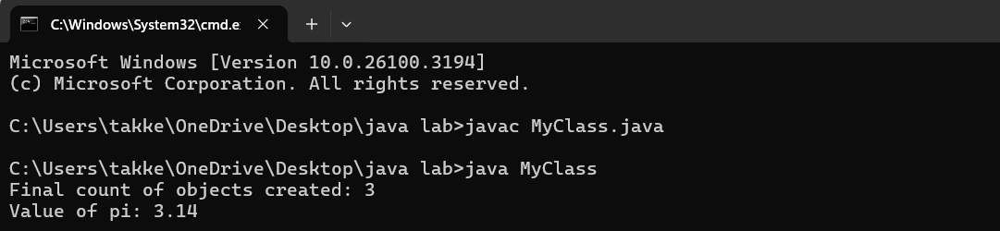 C:\Windows\System32\cmd.e
Microsoft Windows [Version 10.0.26100.3194]
(c) Microsoft Corporation. All rights reserved.
C:\Users\takke\OneDrive\Desktop\java lab>javac MyClass.java
C:\Users\takke\OneDrive\Desktop\java lab>java MyClass
Final count of objects created: 3
Value of pi: 3.14